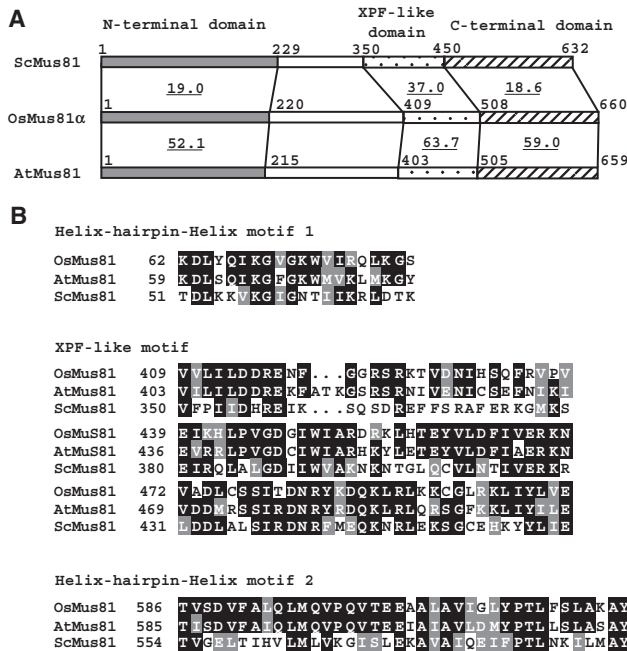 A
N-terminal domain
XPF-like domain
C-terminal domain
1 229 350 450 632
ScMus81
19.0 37.0 18.6
1 220 409 508 660
OsMus81α
52.1 63.7 59.0
1 215 403 505 659
AtMus81
B
Helix-hairpin-Helix motif 1
OsMus81 62 KDLYQIKGVGKWVIRQLKGS
AtMus81 59 KDLSQIKGFGKWMVKLMKGY
ScMus81 51 TDLKKVKGIGNTIIKRLDTK
XPF-like motif
OsMus81 409 VVLILDDRENF...GGRSRKTVDNIHSQFRVPV
AtMus81 403 VILILDDREKFATKGSRSRNIVENICSEFNIKI
ScMus81 350 VFPIIDHREIK...SQSDREFFSRAFERKGMKS
OsMuS81 439 EIKHLPVGDGIWIARDRKLHTEYVLDFIVERKN
AtMuS81 436 EVRRLPVGDCIWIARHKYLETEYVLDFIAERKN
ScMus81 380 EIRQLALGDIIWVAKNKNTGLQCVLNTIVERKR
OsMus81 472 VADLCSSITDNRYKDQKLRLKKCGLRKLIYLVE
AtMus81 469 VDDMRSSIRDNRYRDQKLRLQRSGFKKLIYILE
ScMus81 431 LDDLALSIRDNRFMEQKNRLEKSGCEHKYYLIE
Helix-hairpin-Helix motif 2
OsMus81 586 TVSDVFALQLMQVPQVTEEAALAVIGLYPTLFSLAKAY
AtMus81 585 TISDVFAIQLMQVPQVTEEIAIAVLDMYPTLLSLASAY
ScMus81 554 TVGELTIHVLMLVKGISLEKAVAIQEIFPTLNKILMAY